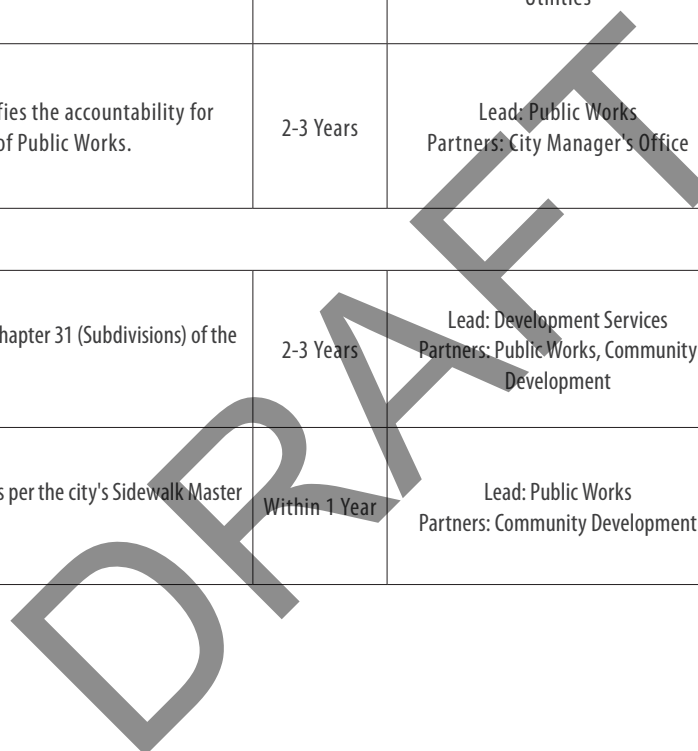 Utilities
fies the accountability for
of Public Works.
2-3 Years
Lead: Public Works
Partners: City Manager's Office
hapter 31 (Subdivisions) of the
2-3 Years
Lead: Development Services
Partners: Public Works, Community
Development
s per the city's Sidewalk Master
Within 1 Year
Lead: Public Works
Partners: Community Development
DRAFT